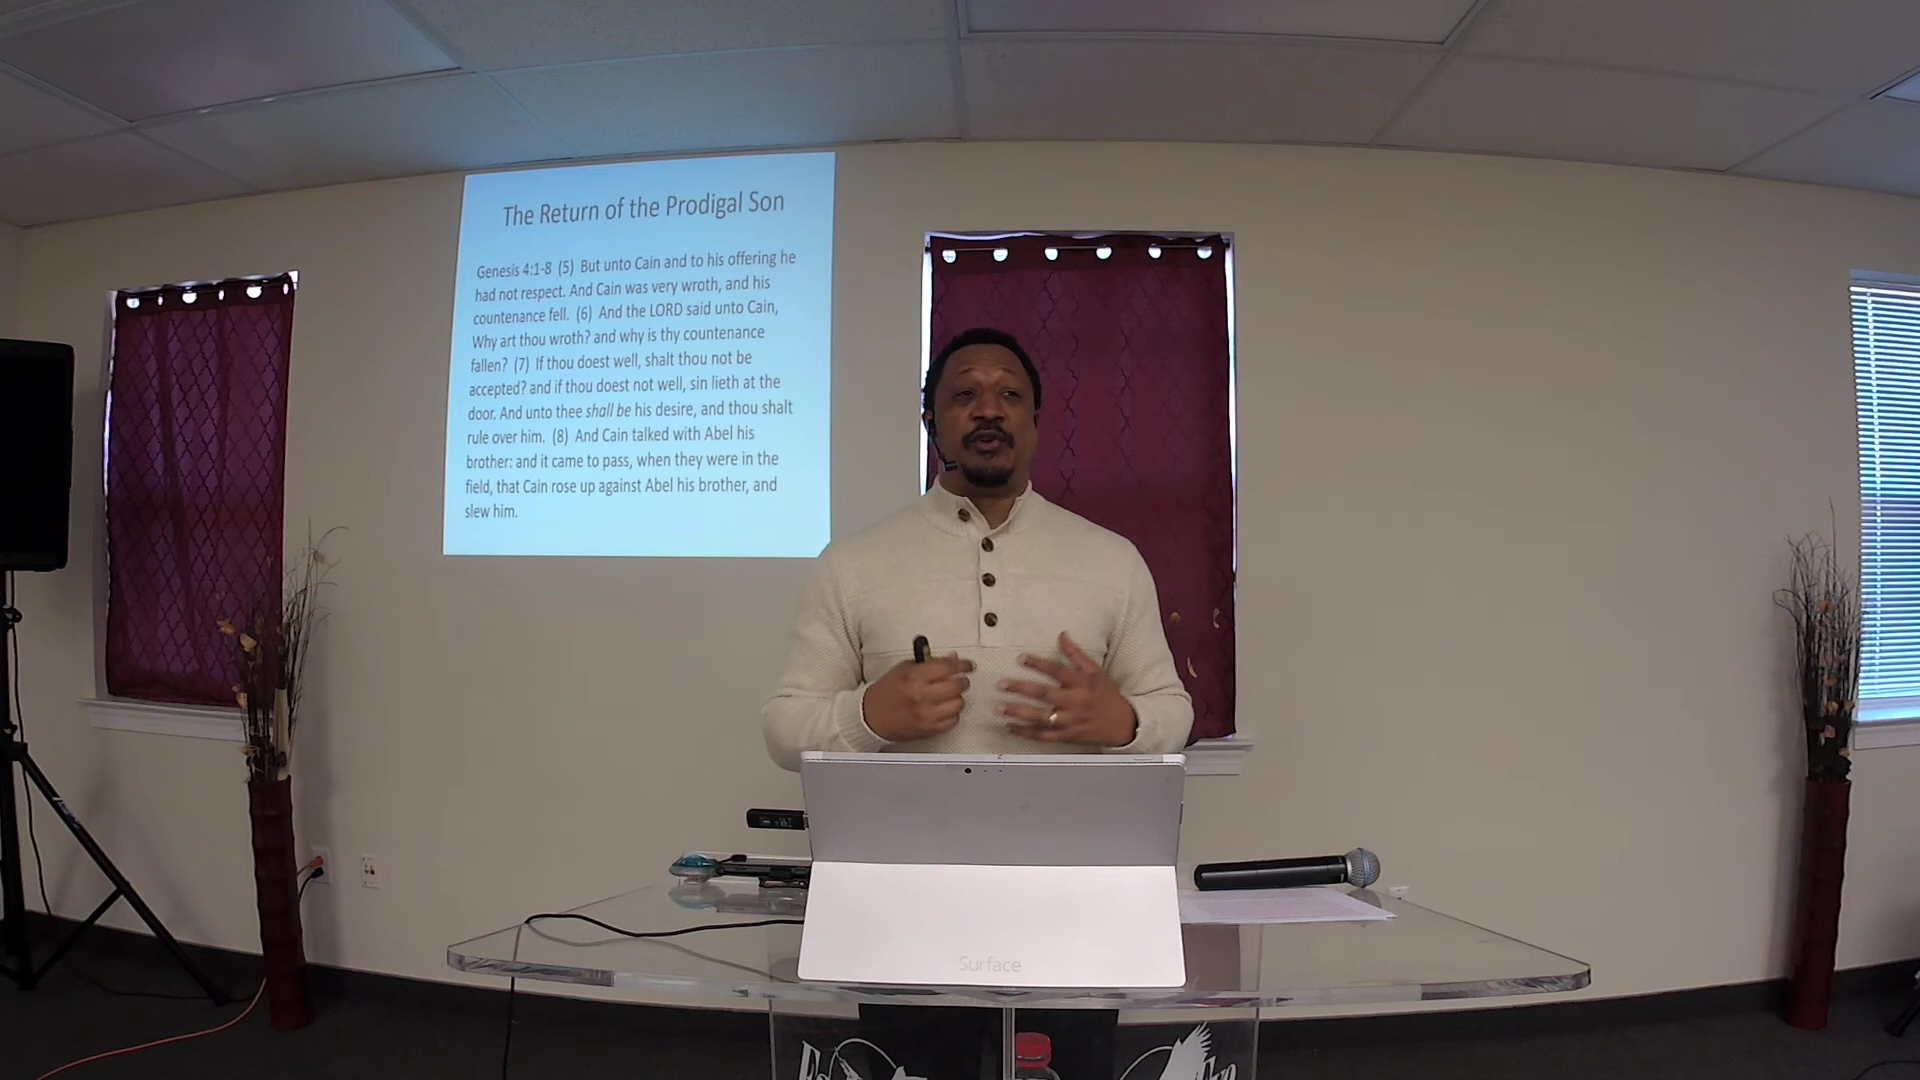 The Return of the Prodigal Son
Genesis 4:1-8 (5) But unto Cain and to his offering he
had not respect. And Cain was very wroth, and his
countenance fell. (6) And the LORD said unto Cain,
Why art thou wroth? and why is thy countenance
fallen? (7) If thou doest well, shalt thou not be
accepted? and if thou doest not well, sin lieth at the
door. And unto thee shall be his desire, and thou shalt
rule over him. (8) And Cain talked with Abel his
brother: and it came to pass, when they were in the
field, that Cain rose up against Abel his brother, and
slew him.
Surface